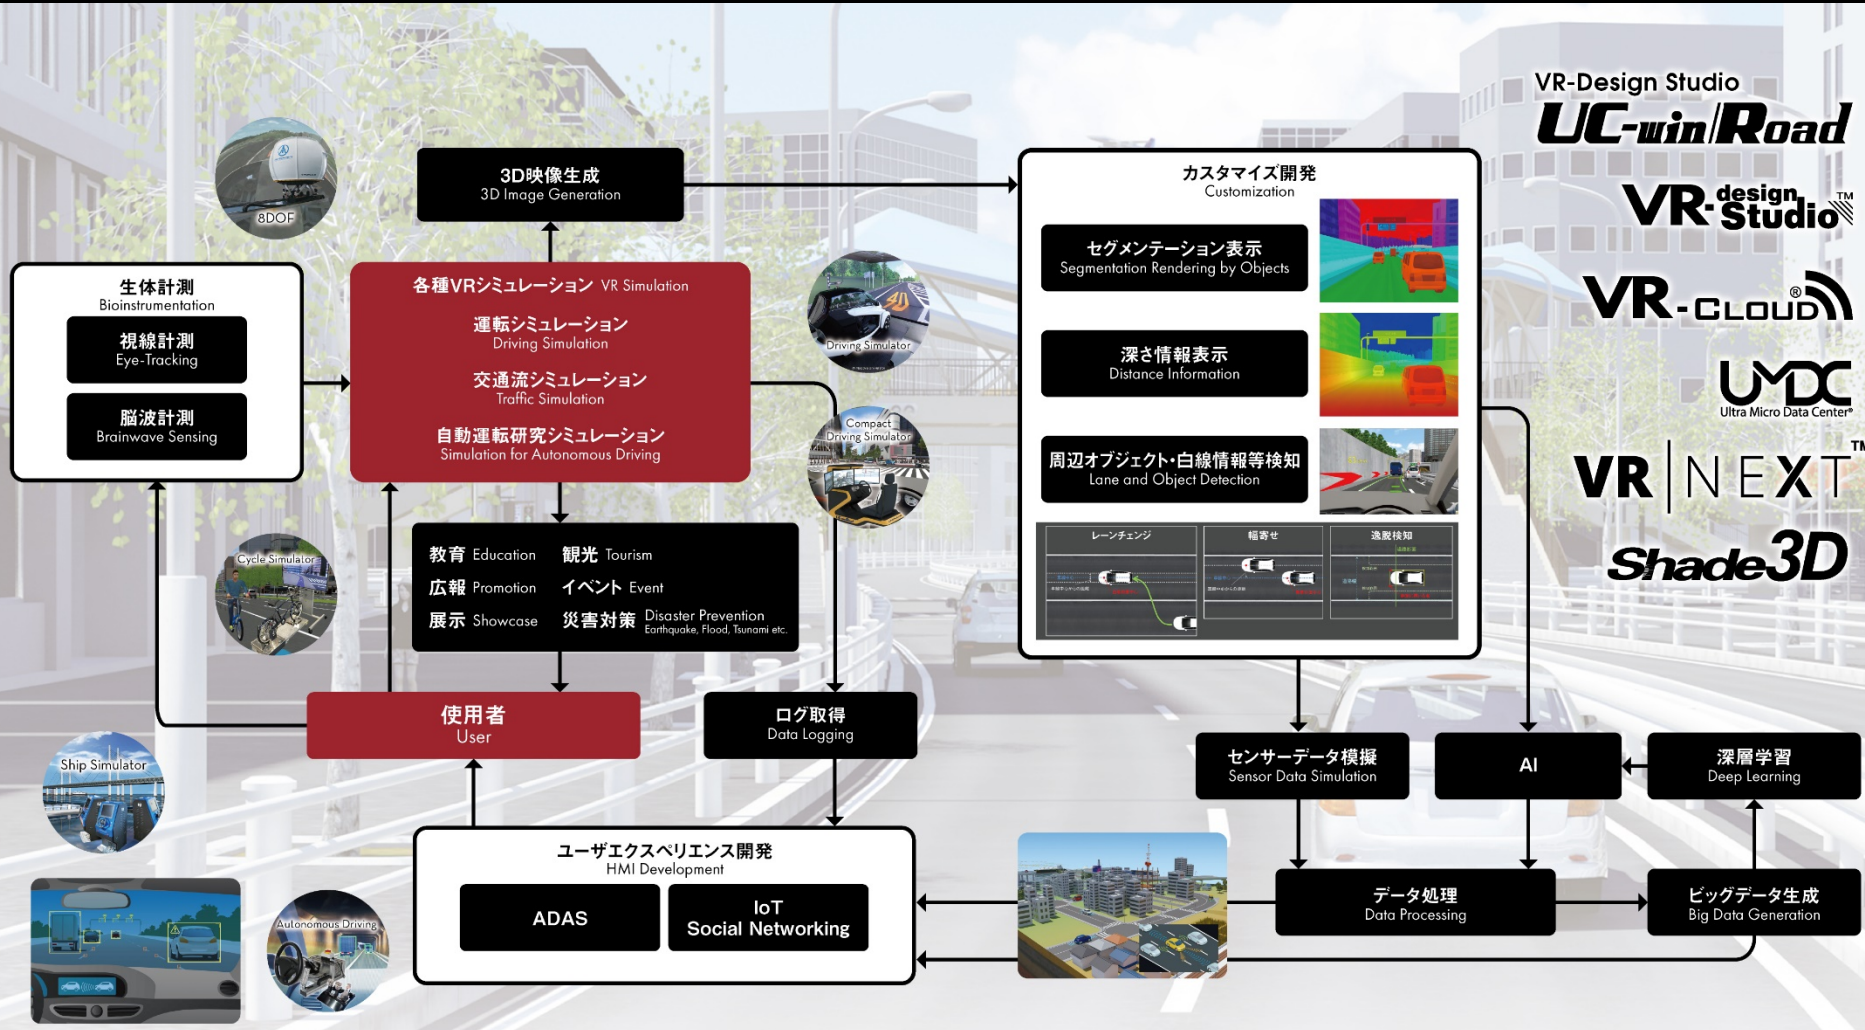 VR-Design Studio
UC-win/Road
VR-design Studio™
VR-CLOUD®
UMDC
Ultra Micro Data Center®
VR|NEXT™
Shade3D
8DOF
3D映像生成
3D Image Generation
生体計測
Bioinstrumentation
視線計測
Eye-Tracking
脳波計測
Brainwave Sensing
各種VRシミュレーション VR Simulation
運転シミュレーション
Driving Simulation
交通流シミュレーション
Traffic Simulation
自動運転研究シミュレーション
Simulation for Autonomous Driving
Driving Simulator
Compact
Driving Simulator
カスタマイズ開発
Customization
セグメンテーション表示
Segmentation Rendering by Objects
深さ情報表示
Distance Information
周辺オブジェクト・白線情報等検知
Lane and Object Detection
レーンチェンジ
幅寄せ
逸脱検知
Cycle Simulator
教育 Education 観光 Tourism
広報 Promotion イベント Event
展示 Showcase 災害対策 Disaster Prevention
Earthquake, Flood, Tsunami etc.
使用者
User
ログ取得
Data Logging
センサーデータ模擬
Sensor Data Simulation
AI
深層学習
Deep Learning
Ship Simulator
ユーザエクスペリエンス開発
HMI Development
ADAS
IoT
Social Networking
データ処理
Data Processing
ビッグデータ生成
Big Data Generation
Autonomous Driving